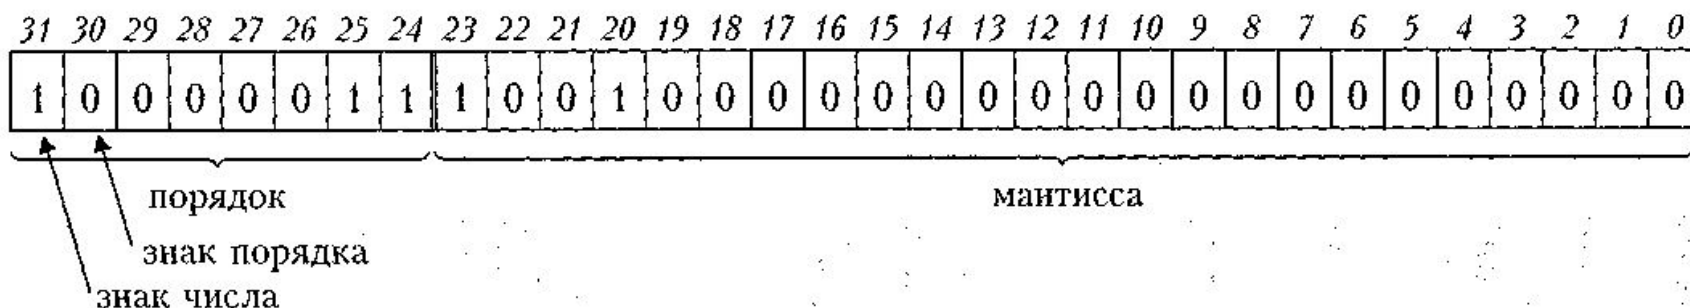 31 30 29 28 27 26 25 24 23 22 21 20 19 18 17 16 15 14 13 12 11 10 9 8 7 6 5 4 3 2 1 0
1 0 0 0 0 0 1 1 1 0 0 1 0 0 0 0 0 0 0 0 0 0 0 0 0 0 0 0 0 0 0 0
порядок мантисса
знак порядка
знак числа